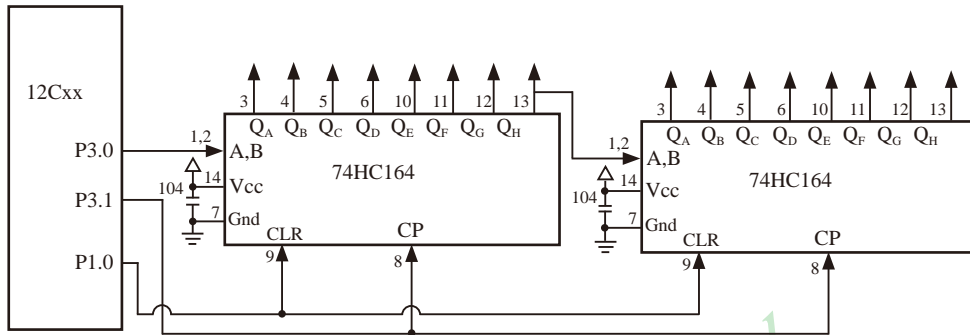 12Cxx
P3.0
P3.1
P1.0
3 4 5 6 10 11 12 13
QA QB QC QD QE QF QG QH
1,2
A,B
74HC164
14
Vcc
104
7
Gnd
CLR
CP
9
8
3 4 5 6 10 11 12 13
QA QB QC QD QE QF QG QH
1,2
A,B
74HC164
14
Vcc
104
7
Gnd
CLR
CP
9
8